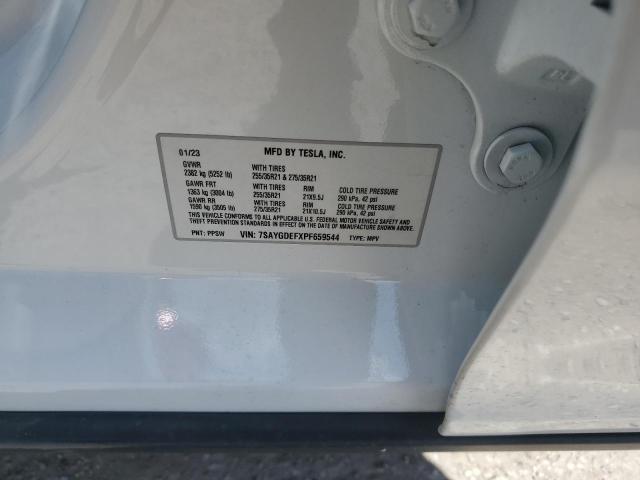 01/23 MFD BY TESLA, INC.
GVWR WITH TIRES
2382 kg (5252 lb) 255/35R21 & 275/35R21
GAWR FRT WITH TIRES RIM COLD TIRE PRESSURE
1363 kg (3004 lb) 255/35R21 21X9.5J 290 kPa, 42 psi
GAWR RR WITH TIRES RIM COLD TIRE PRESSURE
1590 kg (3505 lb) 275/35R21 21X10.5J 290 kPa, 42 psi
THIS VEHICLE CONFORMS TO ALL APPLICABLE U.S. FEDERAL MOTOR VEHICLE SAFETY AND
THEFT PREVENTION STANDARDS IN EFFECT ON THE DATE OF MANUFACTURE SHOWN ABOVE.
PNT: PPSW VIN: 7SAYGDEFXPF659544 TYPE: MPV